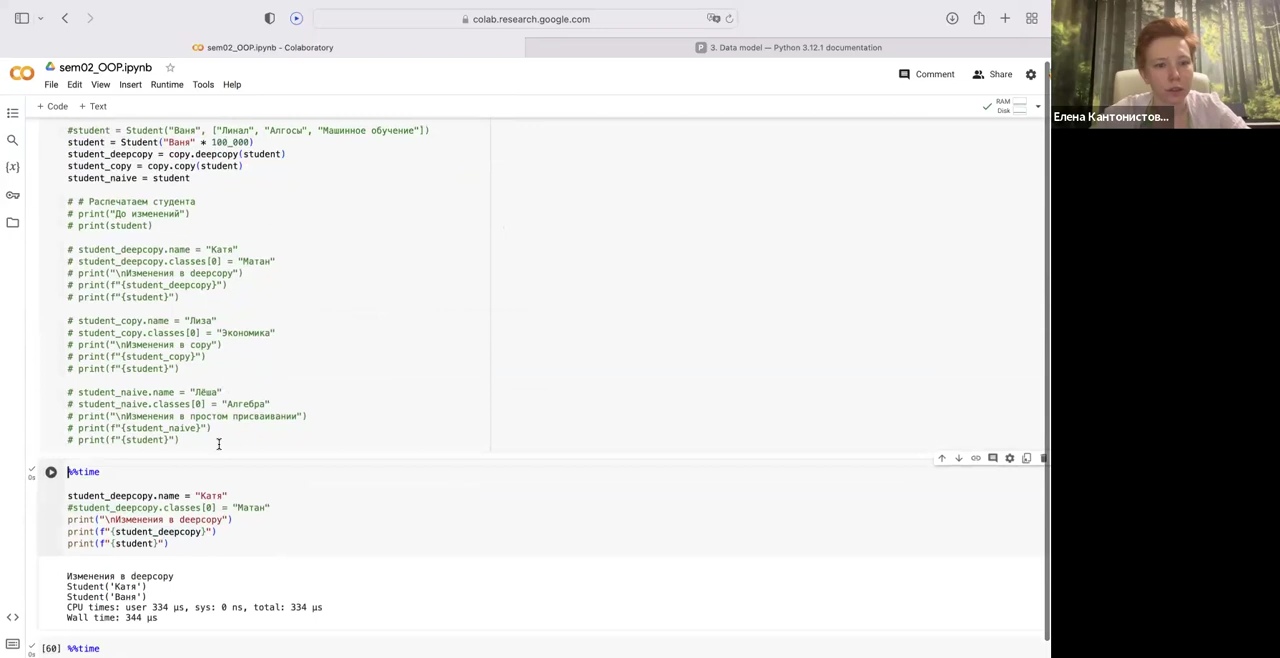 colab.research.google.com
sem02_OOP.ipynb - Colaboratory
3. Data model — Python 3.12.1 documentation
sem02_OOP.ipynb
File Edit View Insert Runtime Tools Help
Comment
Share
+ Code + Text
RAM
Disk
Елена Кантонистов...
#student = Student("Ваня", ["Линал", "Алгосы", "Машинное обучение"])
student = Student("Ваня" * 100_000)
student_deepcopy = copy.deepcopy(student)
student_copy = copy.copy(student)
student_naive = student
# # Распечатаем студента
# print("До изменений")
# print(student)
# student_deepcopy.name = "Катя"
# student_deepcopy.classes[0] = "Матан"
# print("\nИзменения в deepcopy")
# print(f"{student_deepcopy}")
# print(f"{student}")
# student_copy.name = "Лиза"
# student_copy.classes[0] = "Экономика"
# print("\nИзменения в copy")
# print(f"{student_copy}")
# print(f"{student}")
# student_naive.name = "Лёша"
# student_naive.classes[0] = "Алгебра"
# print("\nИзменения в простом присваивании")
# print(f"{student_naive}")
# print(f"{student}")
0s
%%time
student_deepcopy.name = "Катя"
#student_deepcopy.classes[0] = "Матан"
print("\nИзменения в deepcopy")
print(f"{student_deepcopy}")
print(f"{student}")
Изменения в deepcopy
Student('Катя')
Student('Ваня')
CPU times: user 334 µs, sys: 0 ns, total: 334 µs
Wall time: 344 µs
[60] %%time
0s